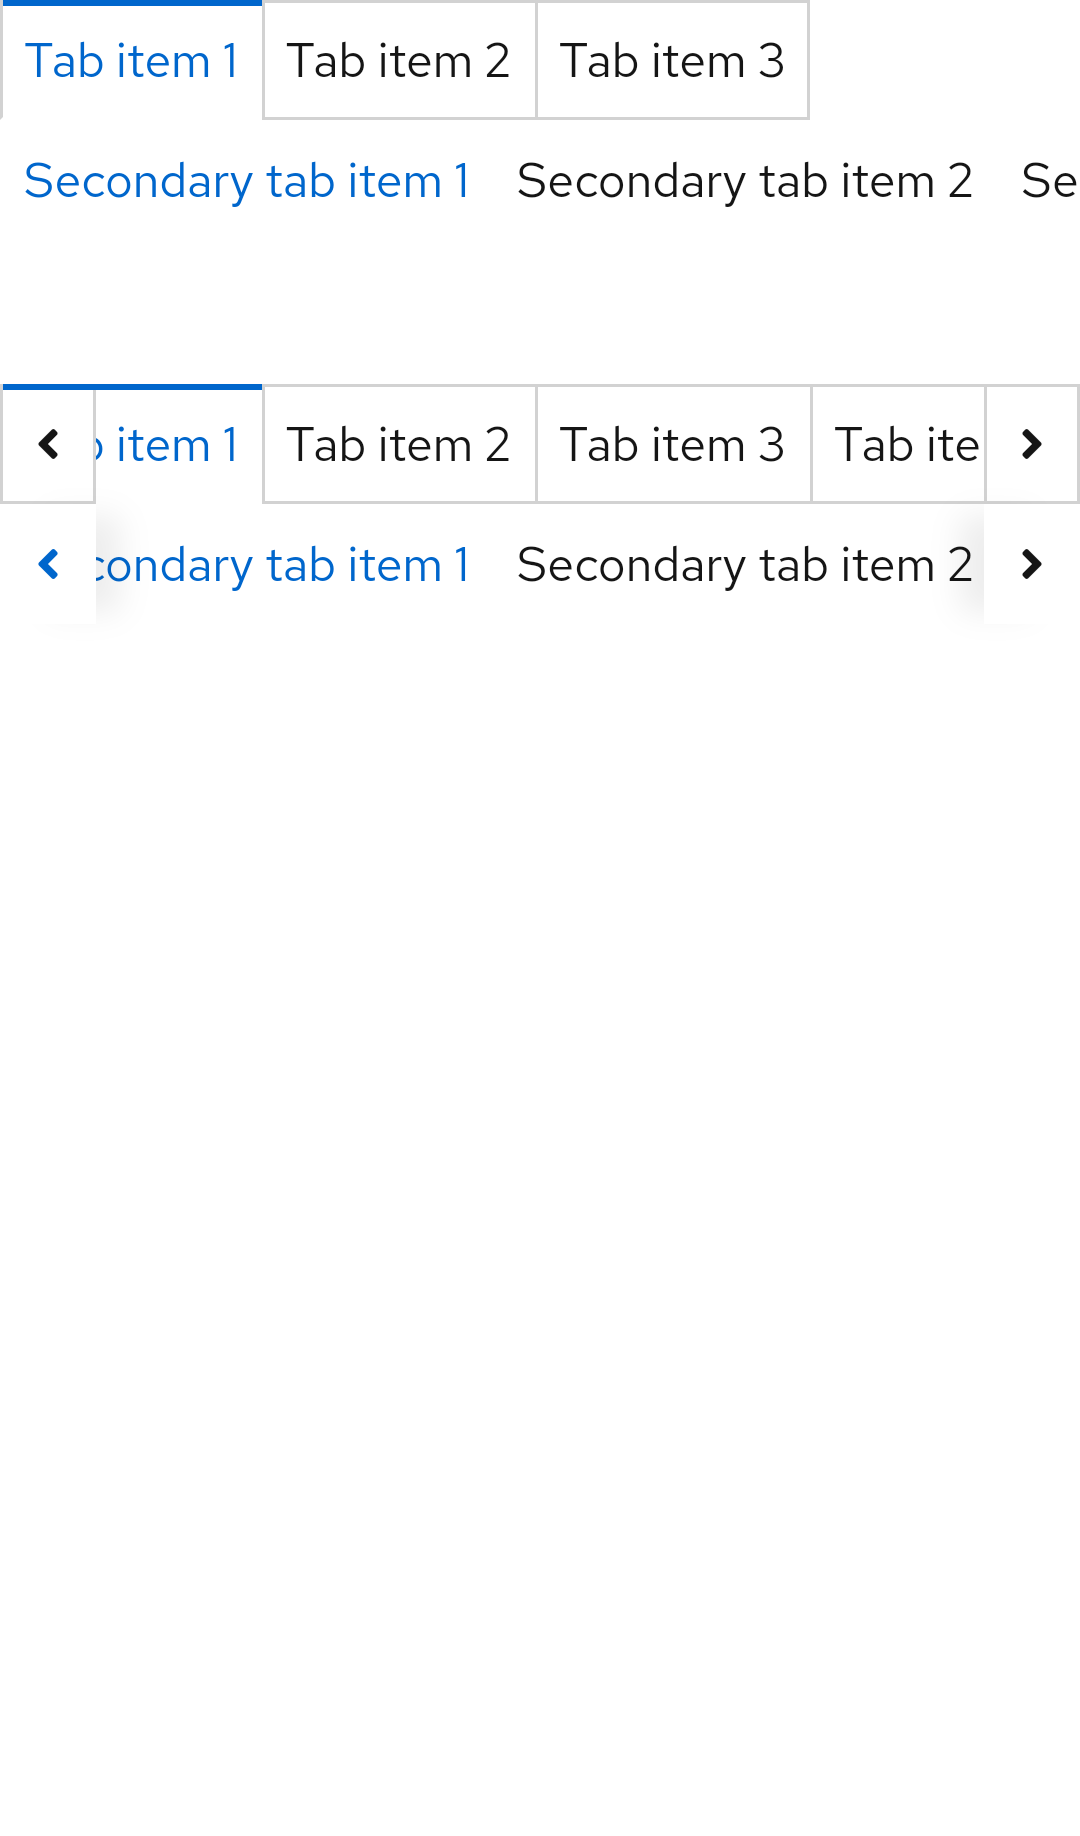 Tab item 1 Tab item 2 Tab item 3
Secondary tab item 1 Secondary tab item 2 Se
item 1 Tab item 2 Tab item 3 Tab ite
condary tab item 1 Secondary tab item 2